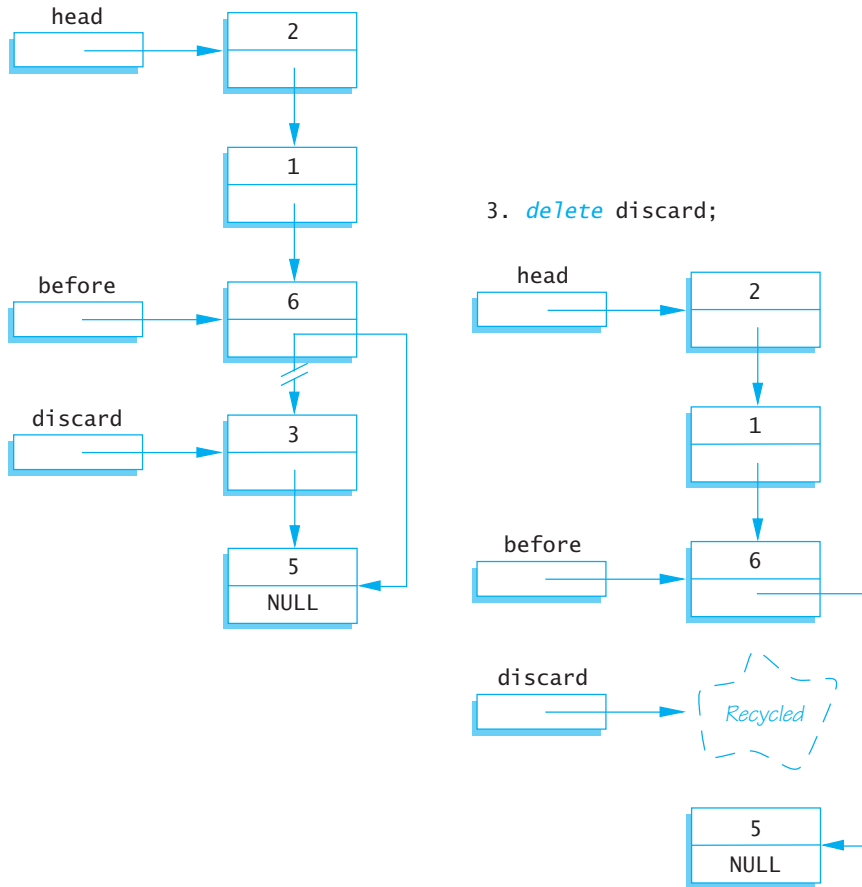 head
2
1
before
6
discard
3
5
NULL
3. delete discard;
head
2
1
before
6
discard
Recycled
5
NULL